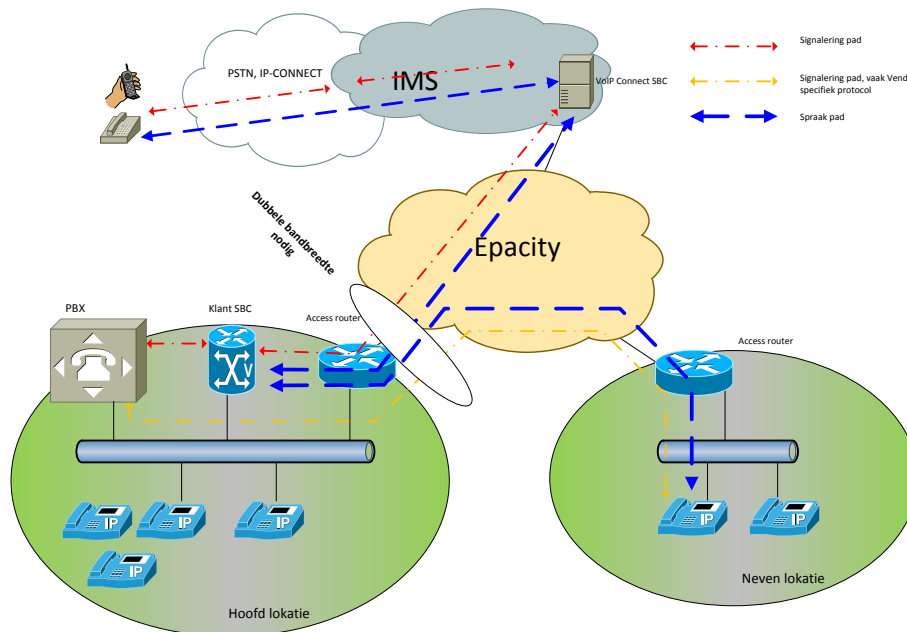 Signalering pad
PSTN, IP-CONNECT
IMS
VoIP Connect SBC
Signalering pad, vaak Vend
specifiek protocol
Spraak pad
Dubbele bandbreedte
nodig
Epacity
PBX
Klant SBC
Access router
Access router
V
IP
IP
IP
IP
IP
IP
Hoofd lokatie
Neven lokatie